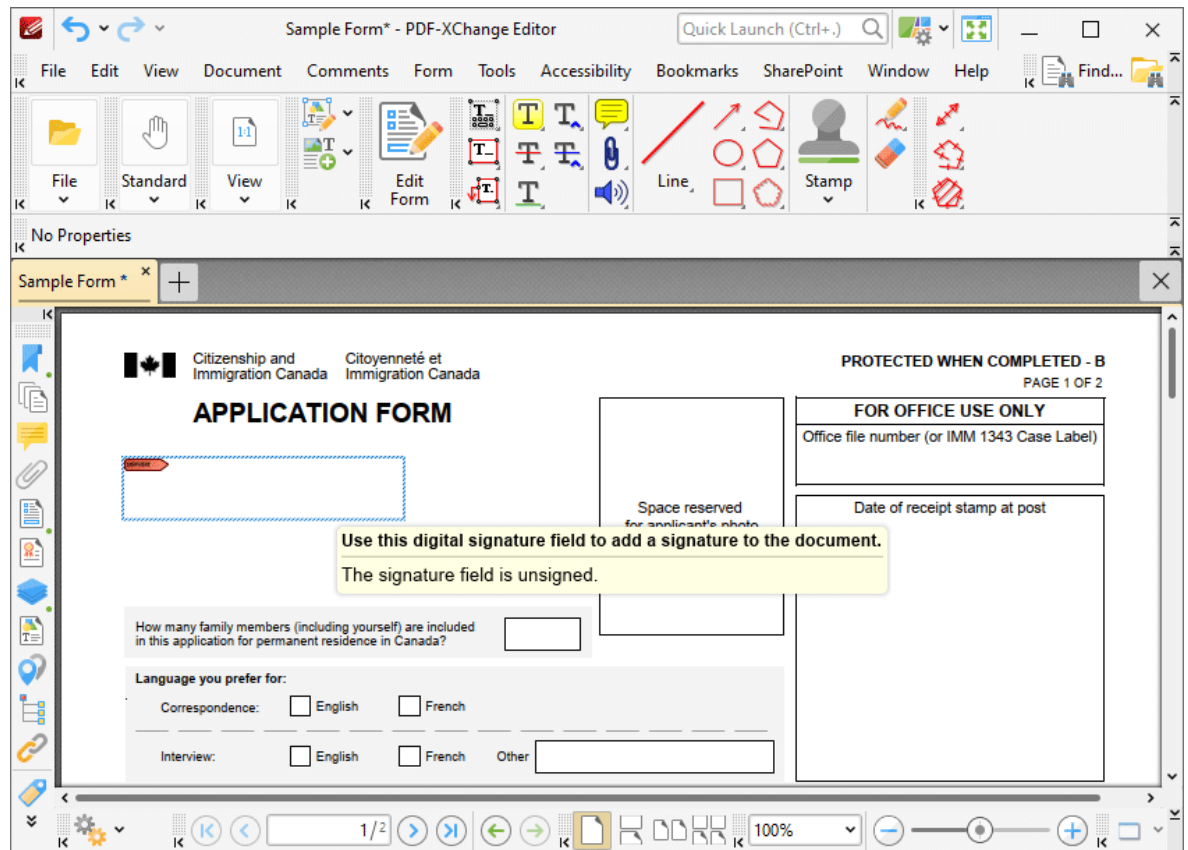 Sample Form* - PDF-XChange Editor
Quick Launch (Ctrl+.)
File Edit View Document Comments Form Tools Accessibility Bookmarks SharePoint Window Help Find...
File
Standard
View
Edit
Form
Line
Stamp
No Properties
Sample Form *
Citizenship and
Immigration Canada
Citoyenneté et
Immigration Canada
PROTECTED WHEN COMPLETED - B
PAGE 1 OF 2
APPLICATION FORM
FOR OFFICE USE ONLY
Office file number (or IMM 1343 Case Label)
Space reserved
for applicant's photo
Date of receipt stamp at post
Use this digital signature field to add a signature to the document.
The signature field is unsigned.
How many family members (including yourself) are included
in this application for permanent residence in Canada?
Language you prefer for:
Correspondence: English French
Interview: English French Other
1/2
100%